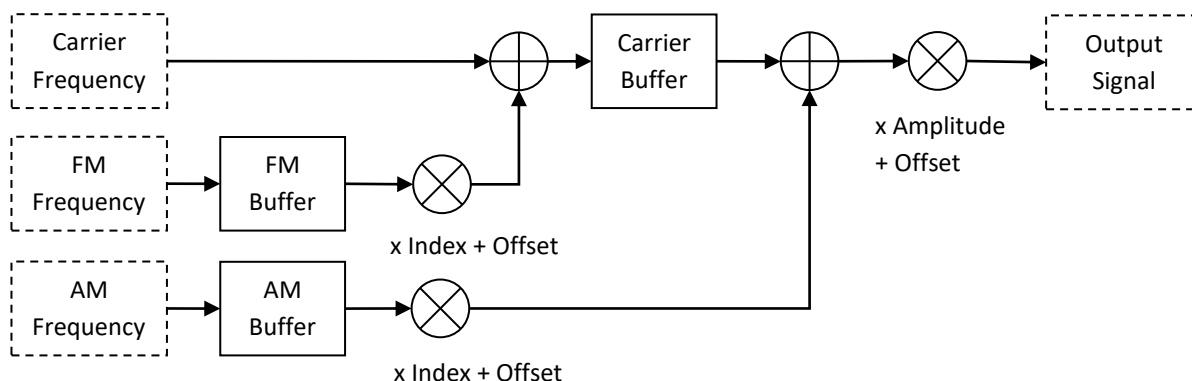 Carrier
Frequency
Carrier
Buffer
Output
Signal
x Amplitude
+ Offset
FM
Frequency
FM
Buffer
x Index + Offset
AM
Frequency
AM
Buffer
x Index + Offset